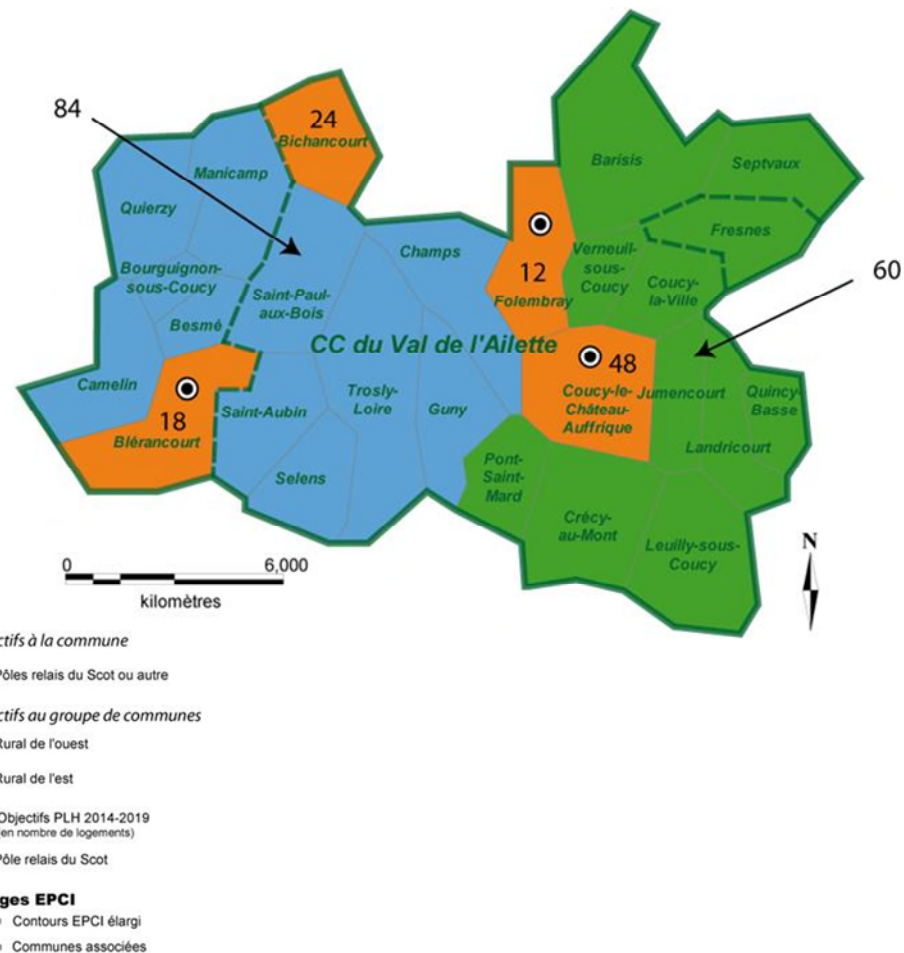 84
24
Bichancourt
Manicamp
Quierzy
Barisis
Septvaux
Fresnes
Champs
12
Folembray
Verneuil-
sous-
Coucy
Coucy-
la-Ville
60
Bourguignon-
sous-Coucy
Besmé
Saint-Paul-
aux-Bois
CC du Val de l'Ailette
Camelin
18
Blérancourt
Saint-Aubin
Trosly-
Loire
Guny
48
Coucy-le-
Château-
Auffrique
Jumencourt
Quincy-
Basse
Landricourt
Selens
Pont-
Saint-
Mard
Crécy-
au-Mont
Leuilly-sous-
Coucy
N
0 6,000
kilomètres
ctifs à la commune
Pôles relais du Scot ou autre
ctifs au groupe de communes
Rural de l'ouest
Rural de l'est
Objectifs PLH 2014-2019
(en nombre de logements)
Pôle relais du Scot
ges EPCI
Contours EPCI élargi
Communes associées